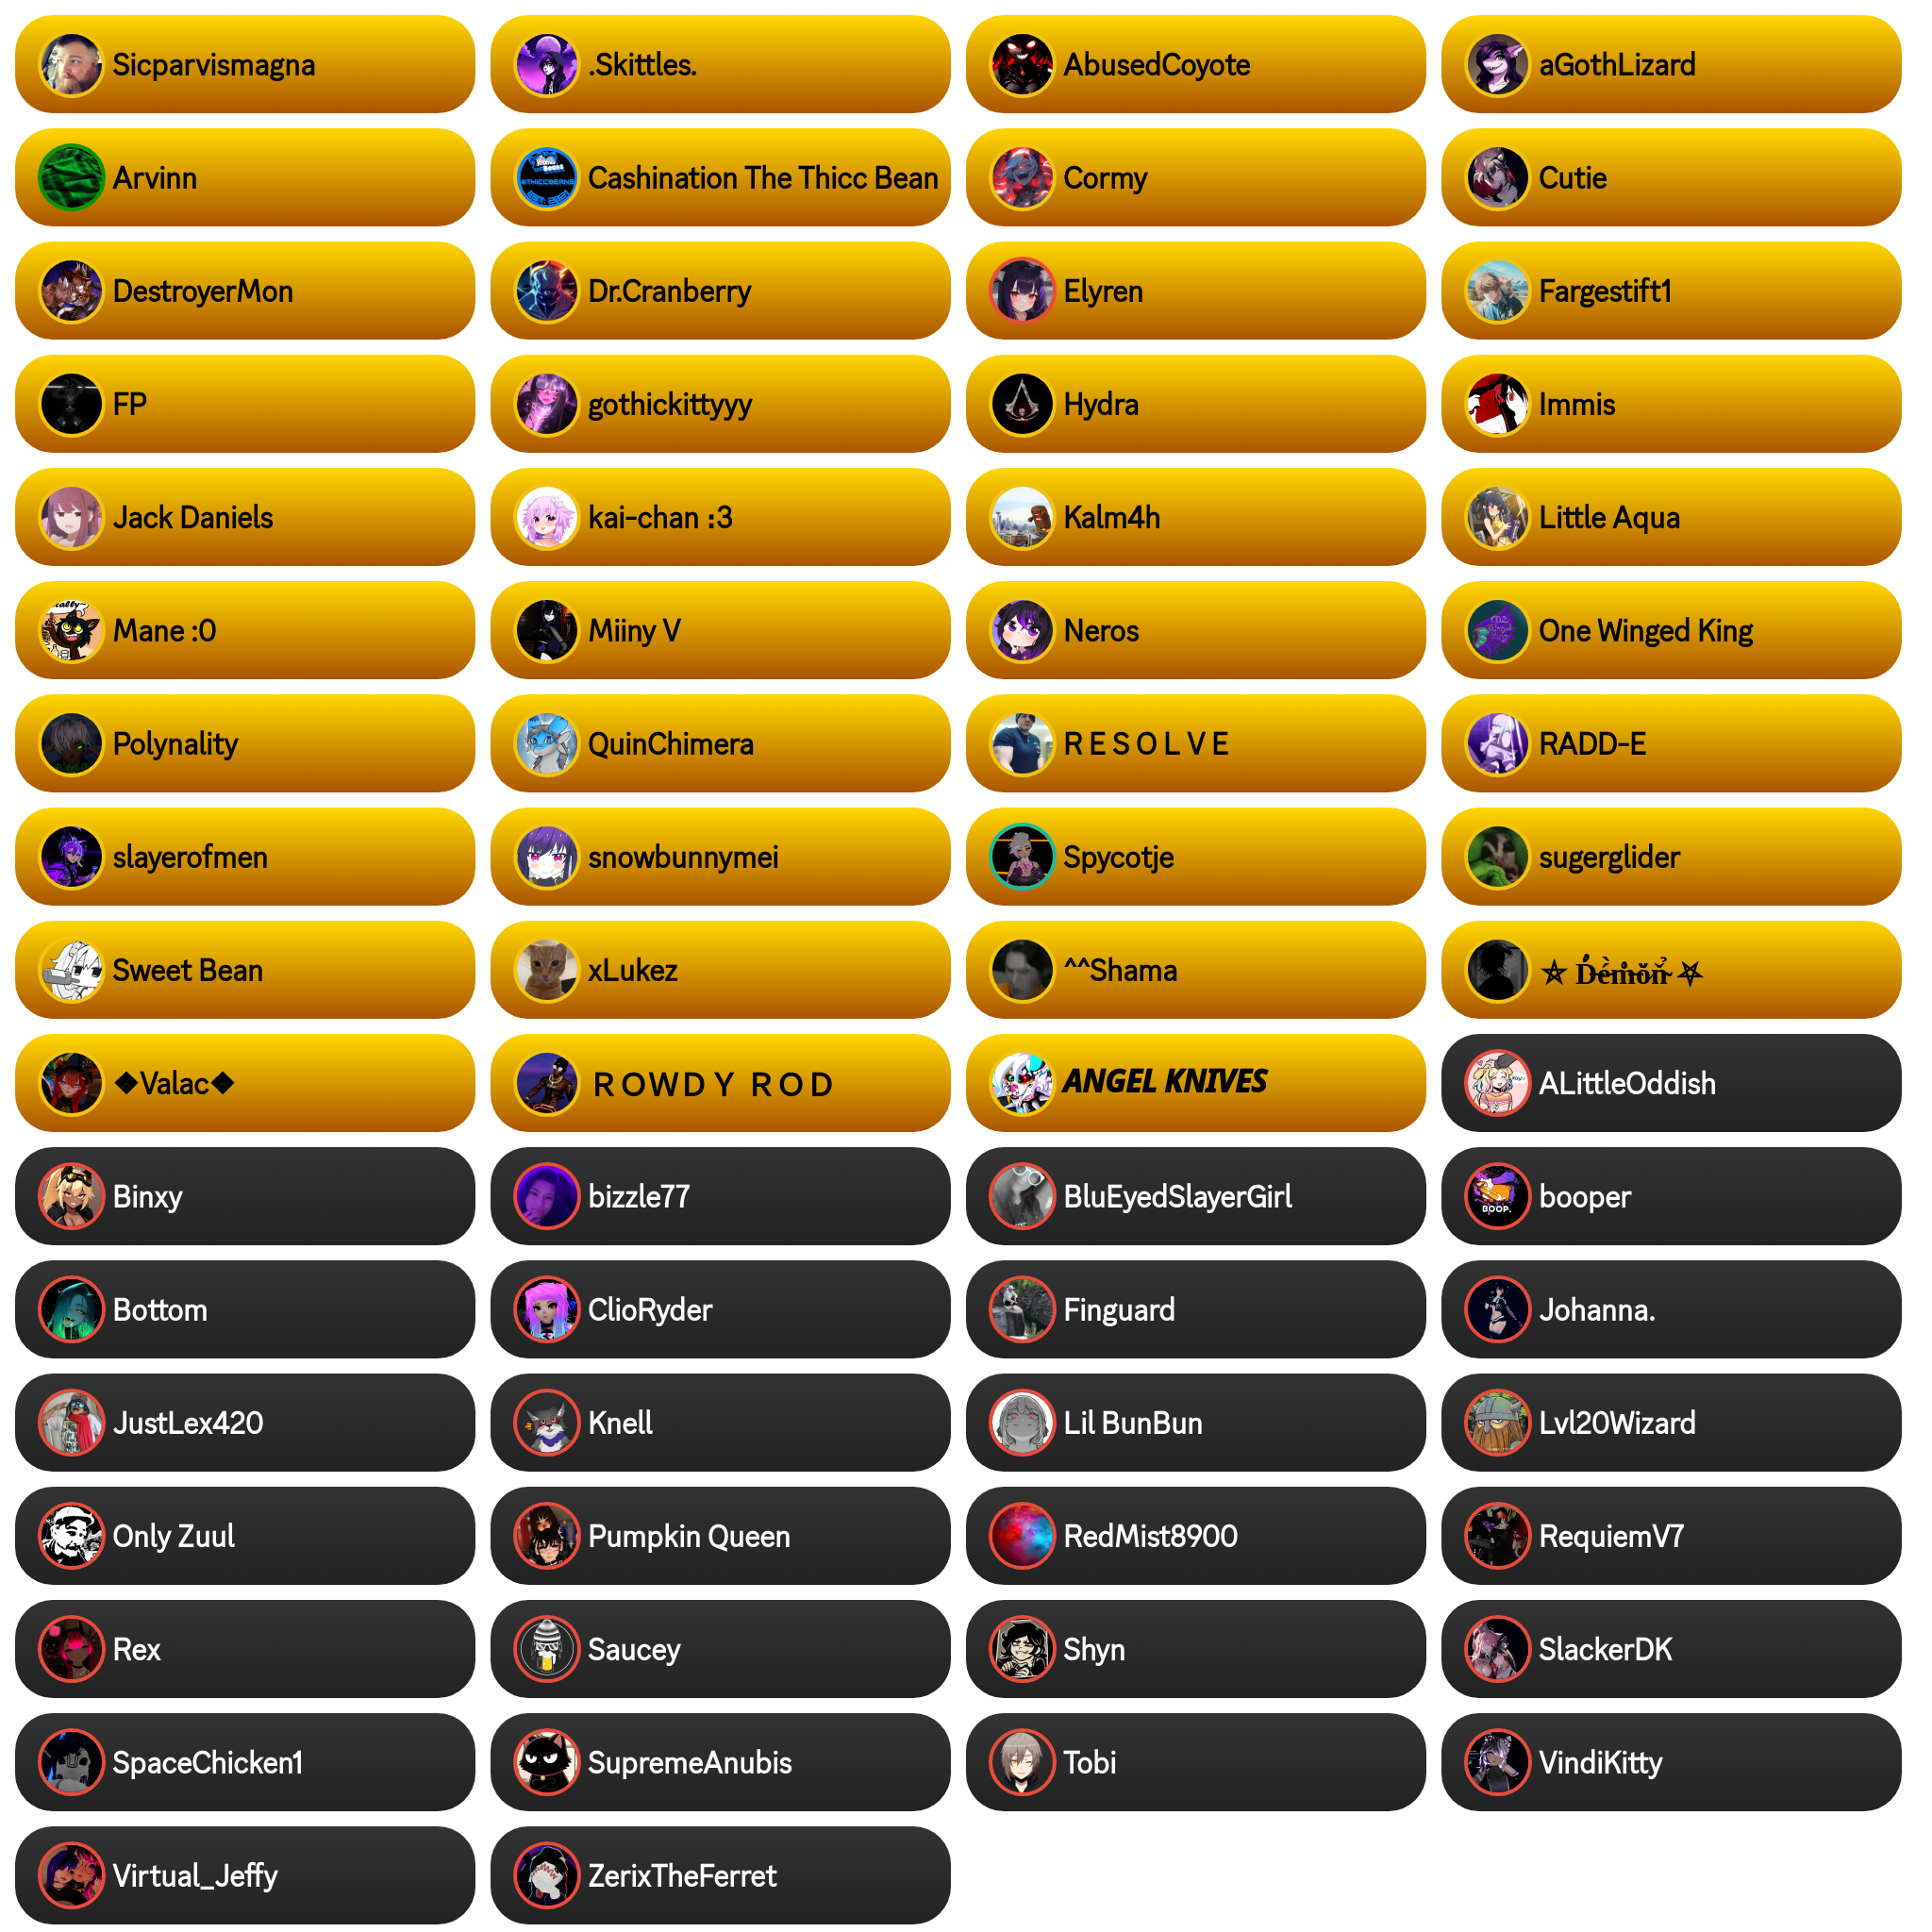 Sicparvismagna
.Skittles.
AbusedCoyote
aGothLizard
Arvinn
Cashination The Thicc Bean
Cormy
Cutie
DestroyerMon
Dr.Cranberry
Elyren
Fargestift1
FP
gothickittyyy
Hydra
Immis
Jack Daniels
kai-chan :3
Kalm4h
Little Aqua
Mane :0
Miiny V
Neros
One Winged King
Polynality
QuinChimera
R E S O L V E
RADD-E
slayerofmen
snowbunnymei
Spycotje
sugerglider
Sweet Bean
xLukez
^^Shama
⛤ D̴̛è̴m̴̊ŏ̴n̴̉ ⛧
❖Valac❖
R O W D Y R O D
ANGEL KNIVES
ALittleOddish
Binxy
bizzle77
BluEyedSlayerGirl
booper
BOOP.
Bottom
ClioRyder
Finguard
Johanna.
JustLex420
Knell
Lil BunBun
Lvl20Wizard
Only Zuul
Pumpkin Queen
RedMist8900
RequiemV7
Rex
Saucey
Shyn
SlackerDK
SpaceChicken1
SupremeAnubis
Tobi
VindiKitty
Virtual_Jeffy
ZerixTheFerret